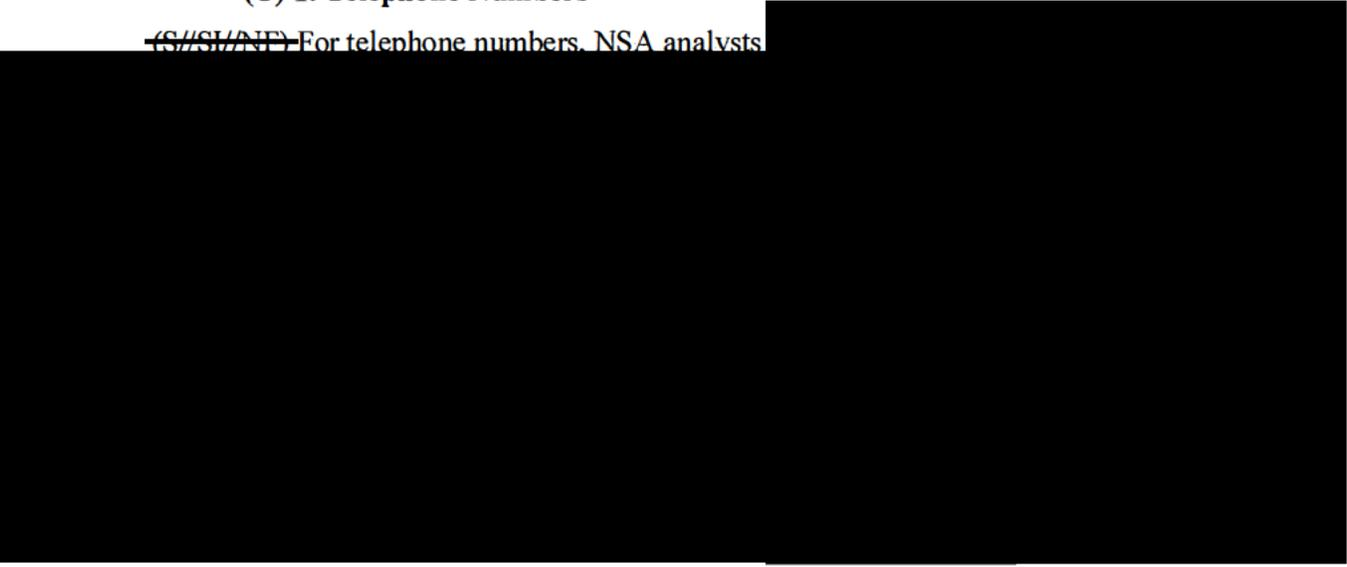 (U) 1. Telephone Numbers
(S//SI//NF) For telephone numbers, NSA analysts